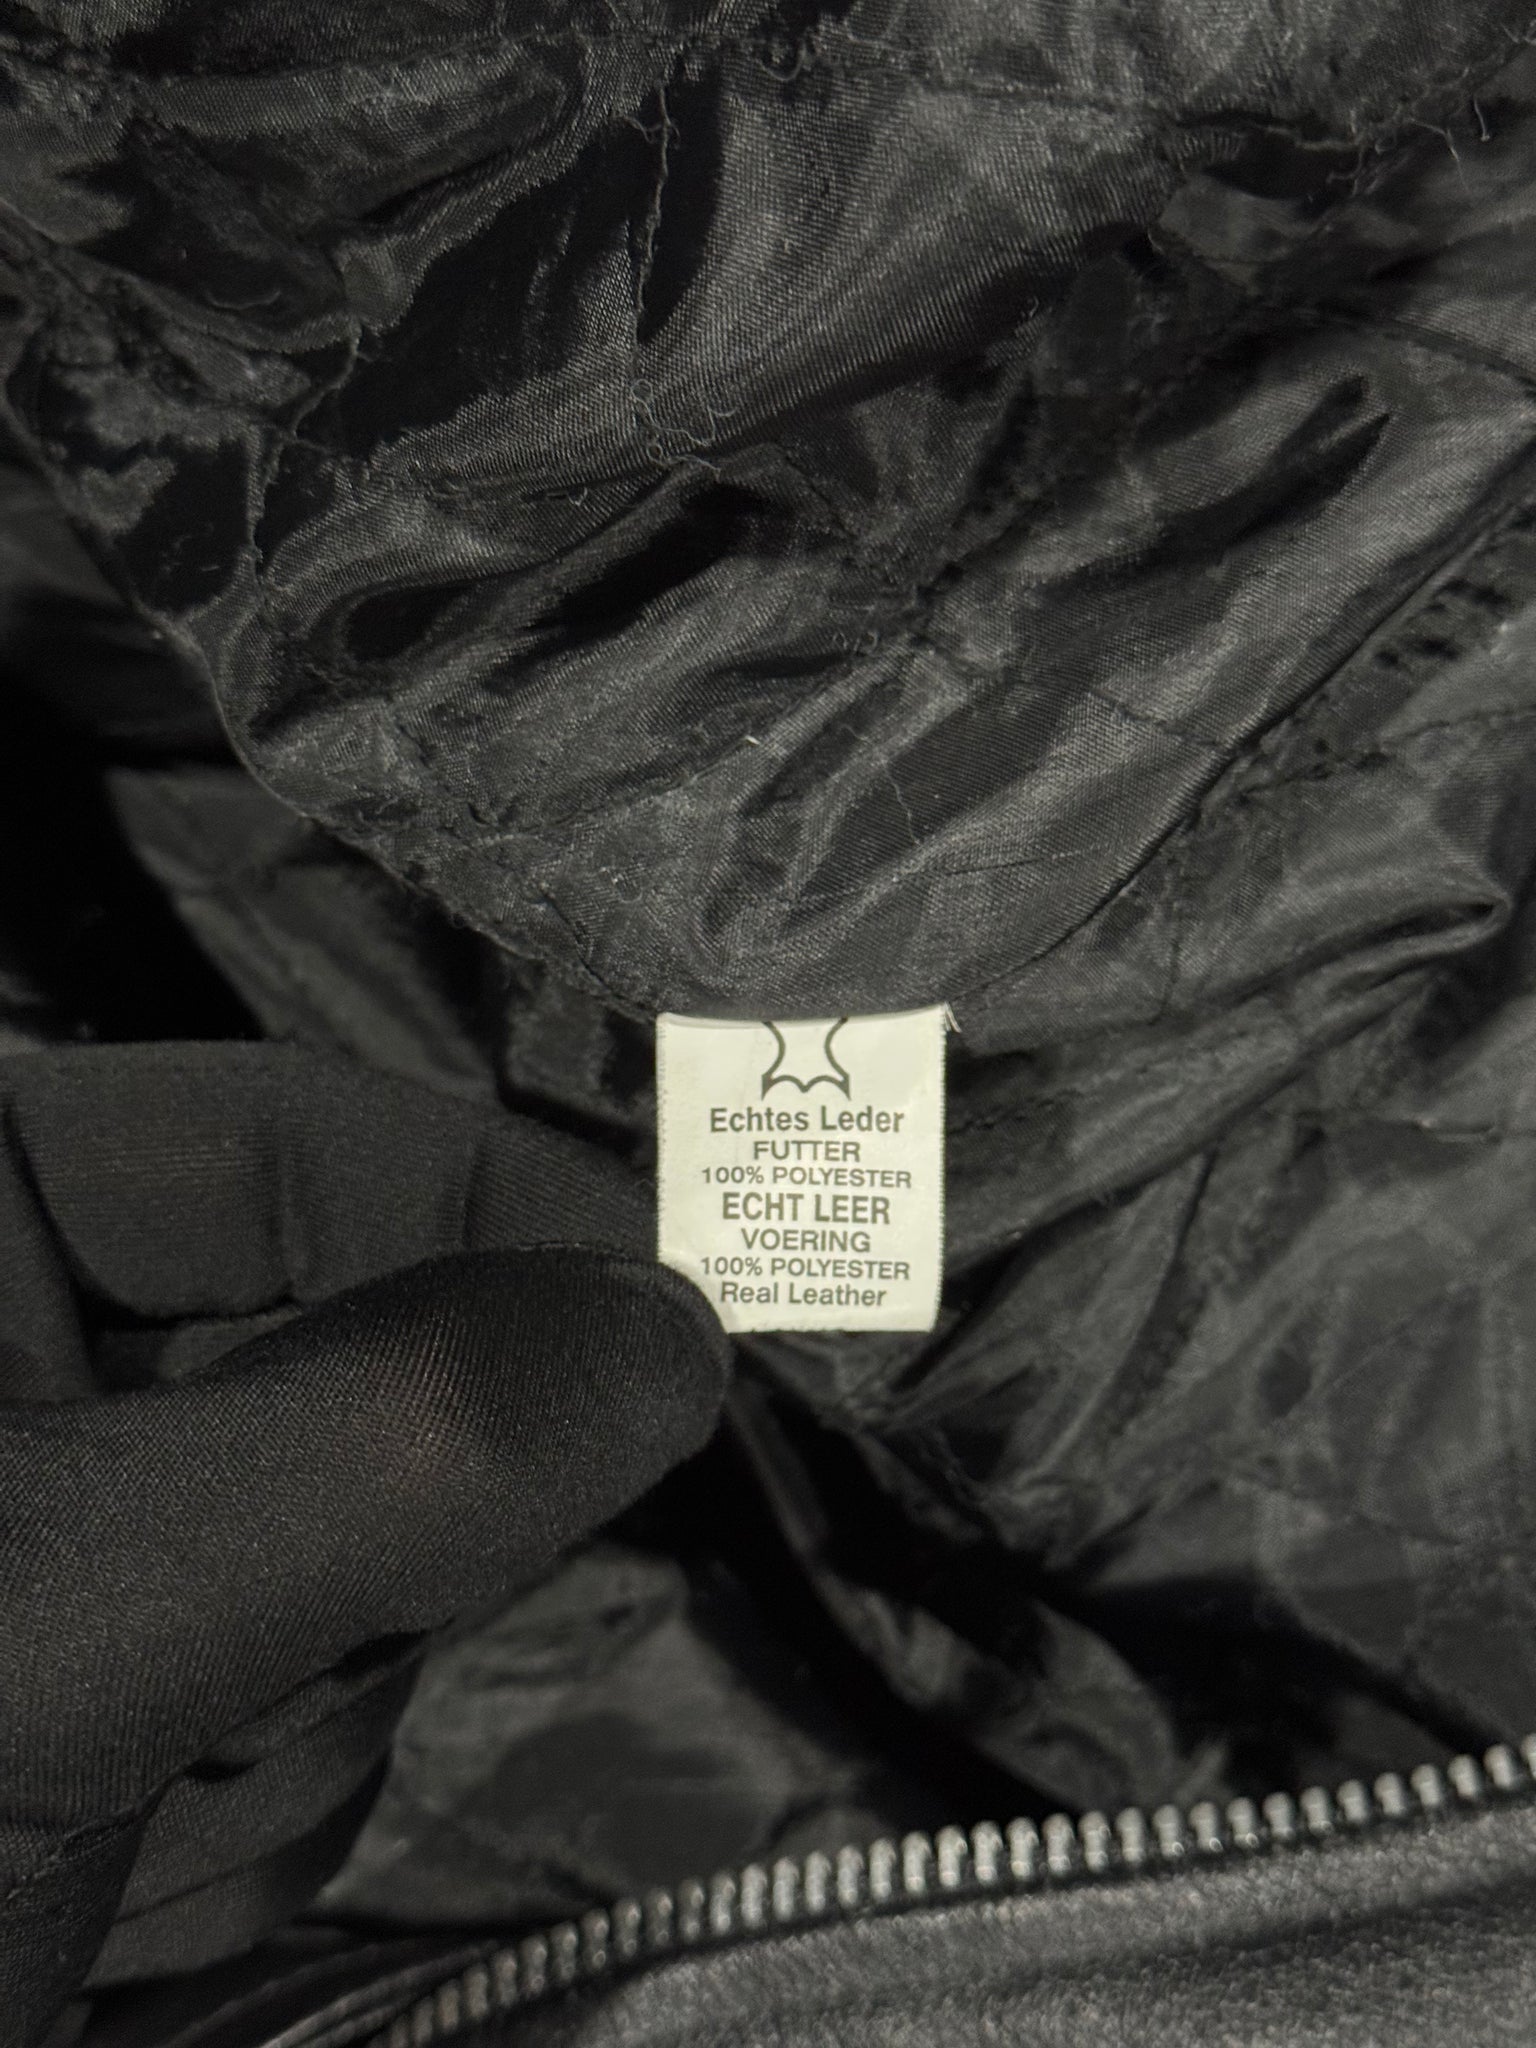 Echtes Leder
FUTTER
100% POLYESTER
ECHT LEER
VOERING
100% POLYESTER
Real Leather